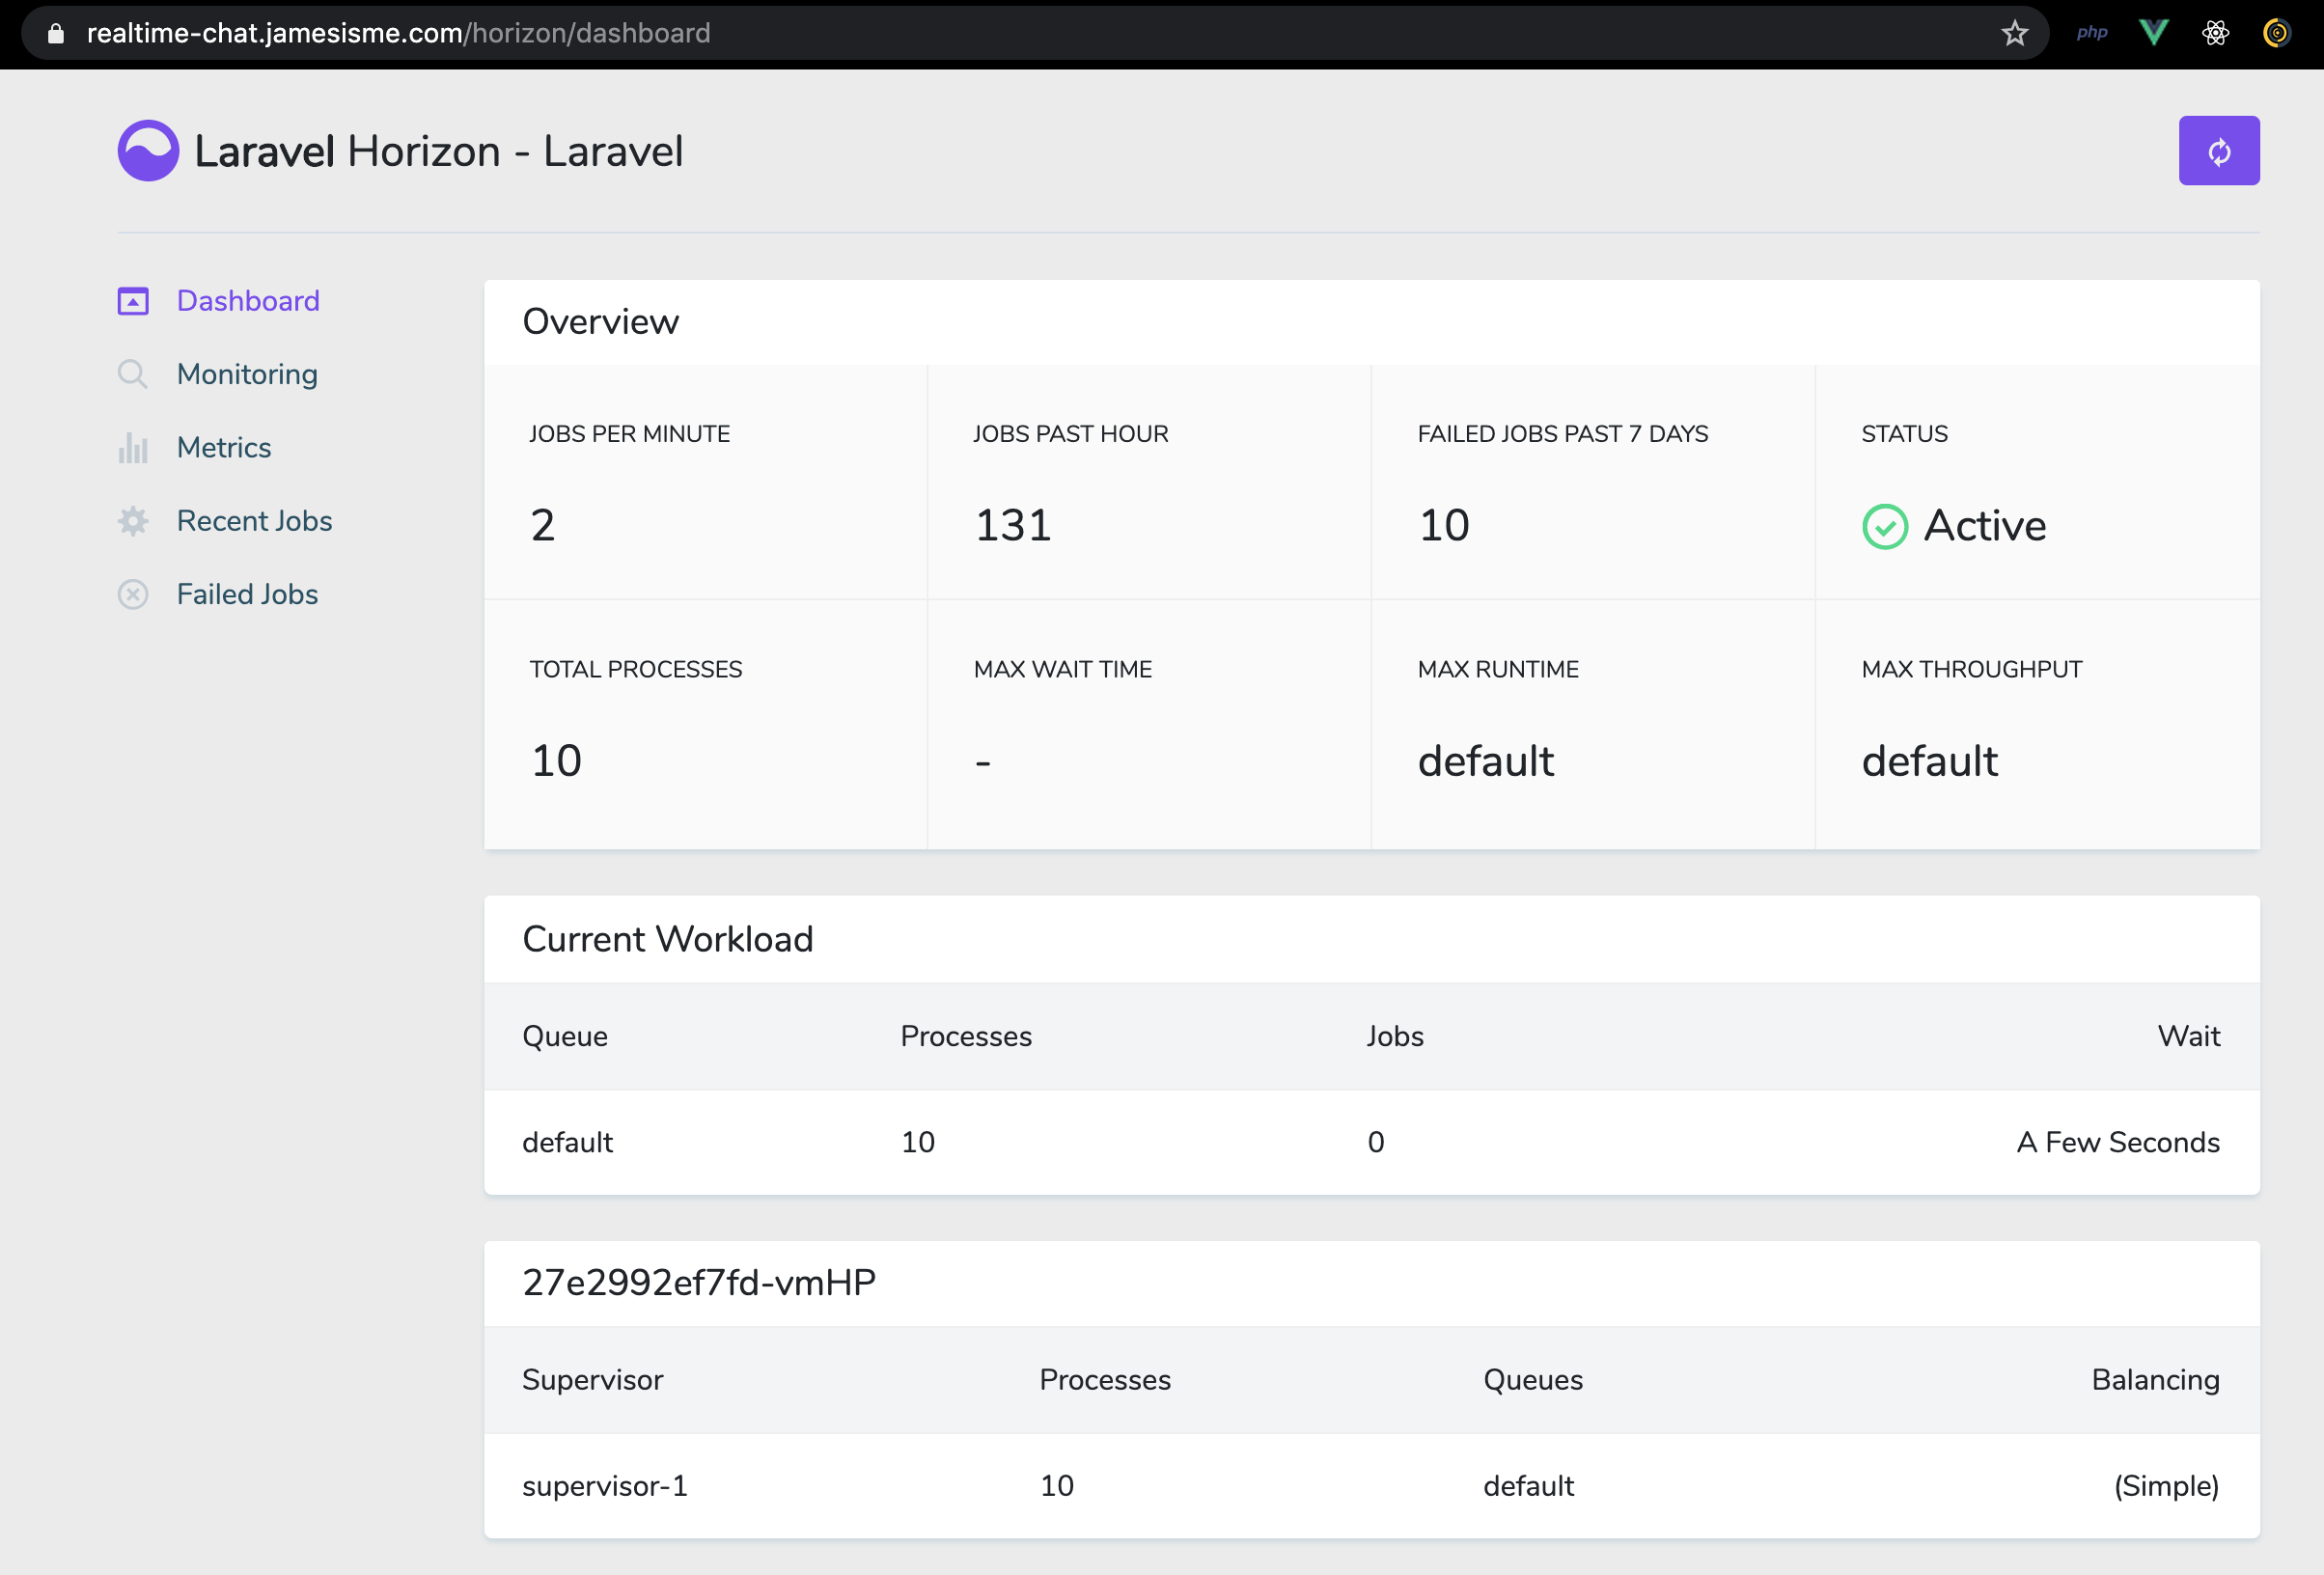 realtime-chat.jamesisme.com/horizon/dashboard
php
Laravel Horizon - Laravel
Dashboard
Monitoring
Metrics
Recent Jobs
Failed Jobs
Overview
JOBS PER MINUTE JOBS PAST HOUR FAILED JOBS PAST 7 DAYS STATUS
2 131 10 Active
TOTAL PROCESSES MAX WAIT TIME MAX RUNTIME MAX THROUGHPUT
10 - default default
Current Workload
Queue Processes Jobs Wait
default 10 0 A Few Seconds
27e2992ef7fd-vmHP
Supervisor Processes Queues Balancing
supervisor-1 10 default (Simple)